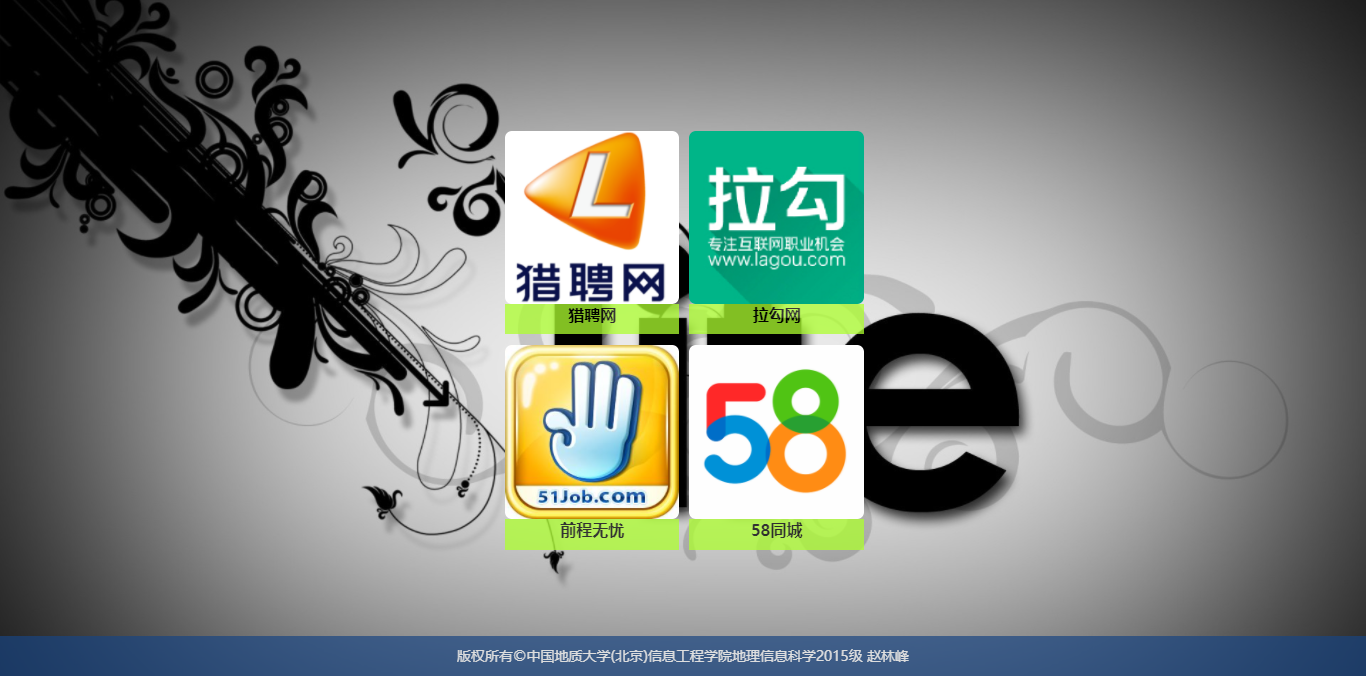 L
猎聘网
猎聘网
拉勾
专注互联网职业机会
www.lagou.com
拉勾网
51Job.com
前程无忧
58
58同城
e
版权所有©中国地质大学(北京)信息工程学院地理信息科学2015级 赵林峰